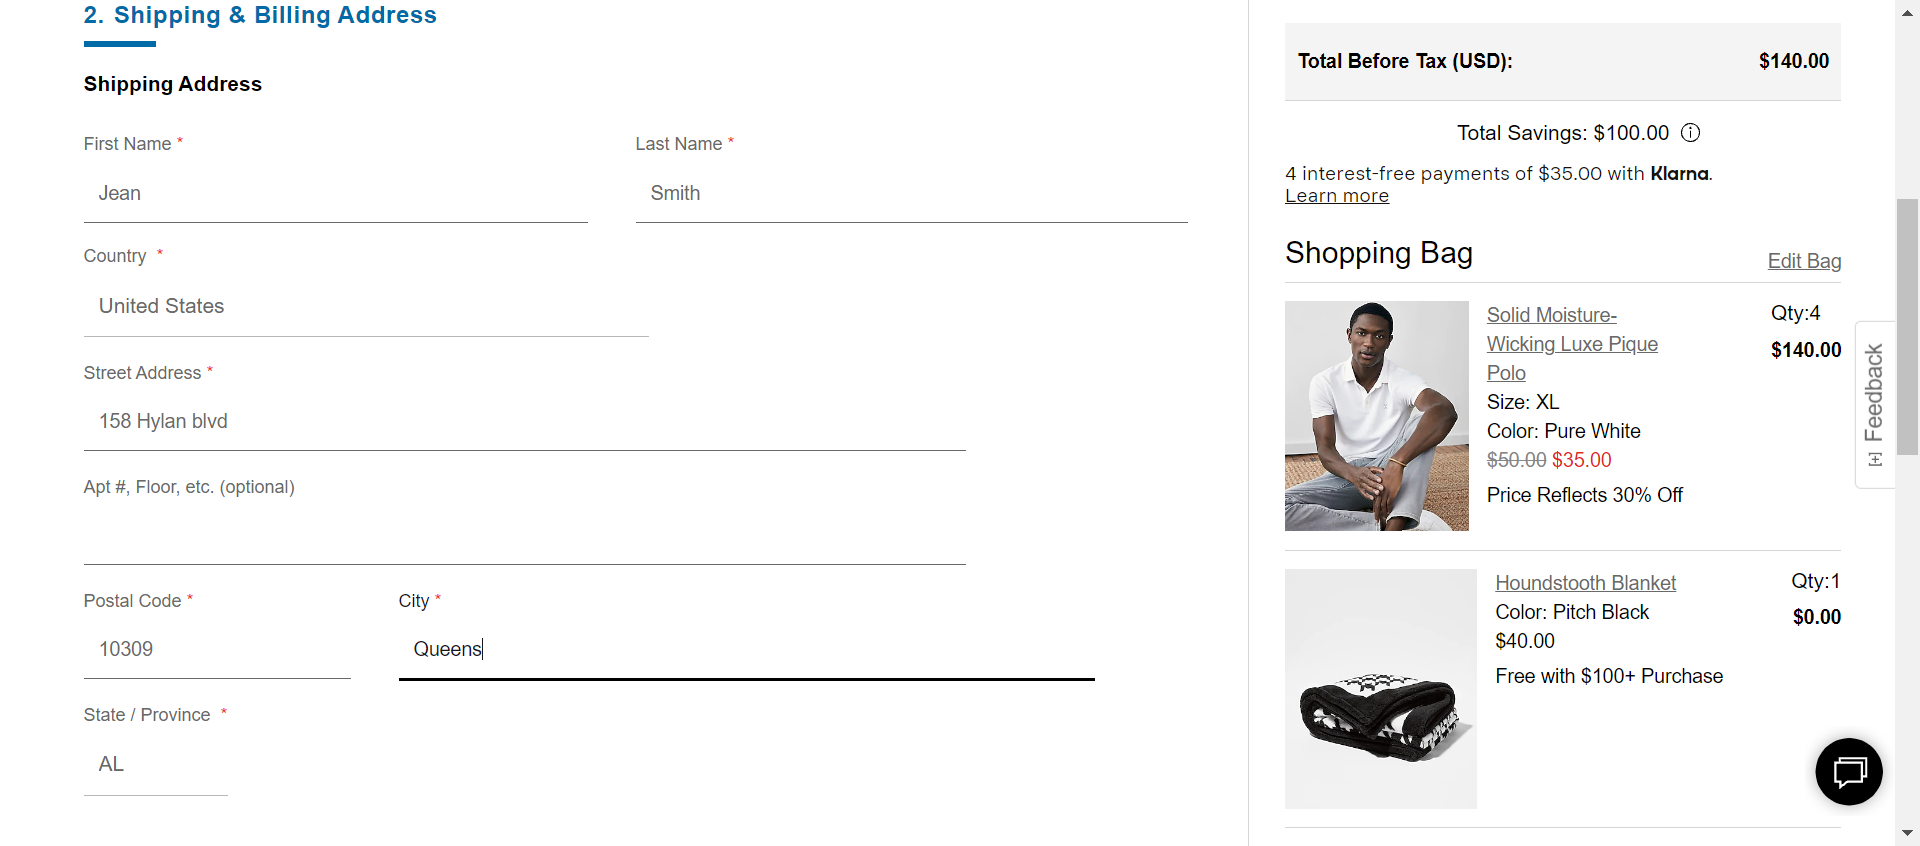 2. Shipping & Billing Address
Shipping Address
First Name *
Last Name *
Jean
Smith
Country *
United States
Street Address *
158 Hylan blvd
Apt #, Floor, etc. (optional)
Postal Code *
City *
10309
Queens
State / Province *
AL
Total Before Tax (USD):
$140.00
Total Savings: $100.00
4 interest-free payments of $35.00 with Klarna.
Learn more
Shopping Bag
Edit Bag
Solid Moisture-
Wicking Luxe Pique
Polo
Size: XL
Color: Pure White
$50.00 $35.00
Price Reflects 30% Off
Qty:4
$140.00
Houndstooth Blanket
Color: Pitch Black
$40.00
Free with $100+ Purchase
Qty:1
$0.00
[+] Feedback